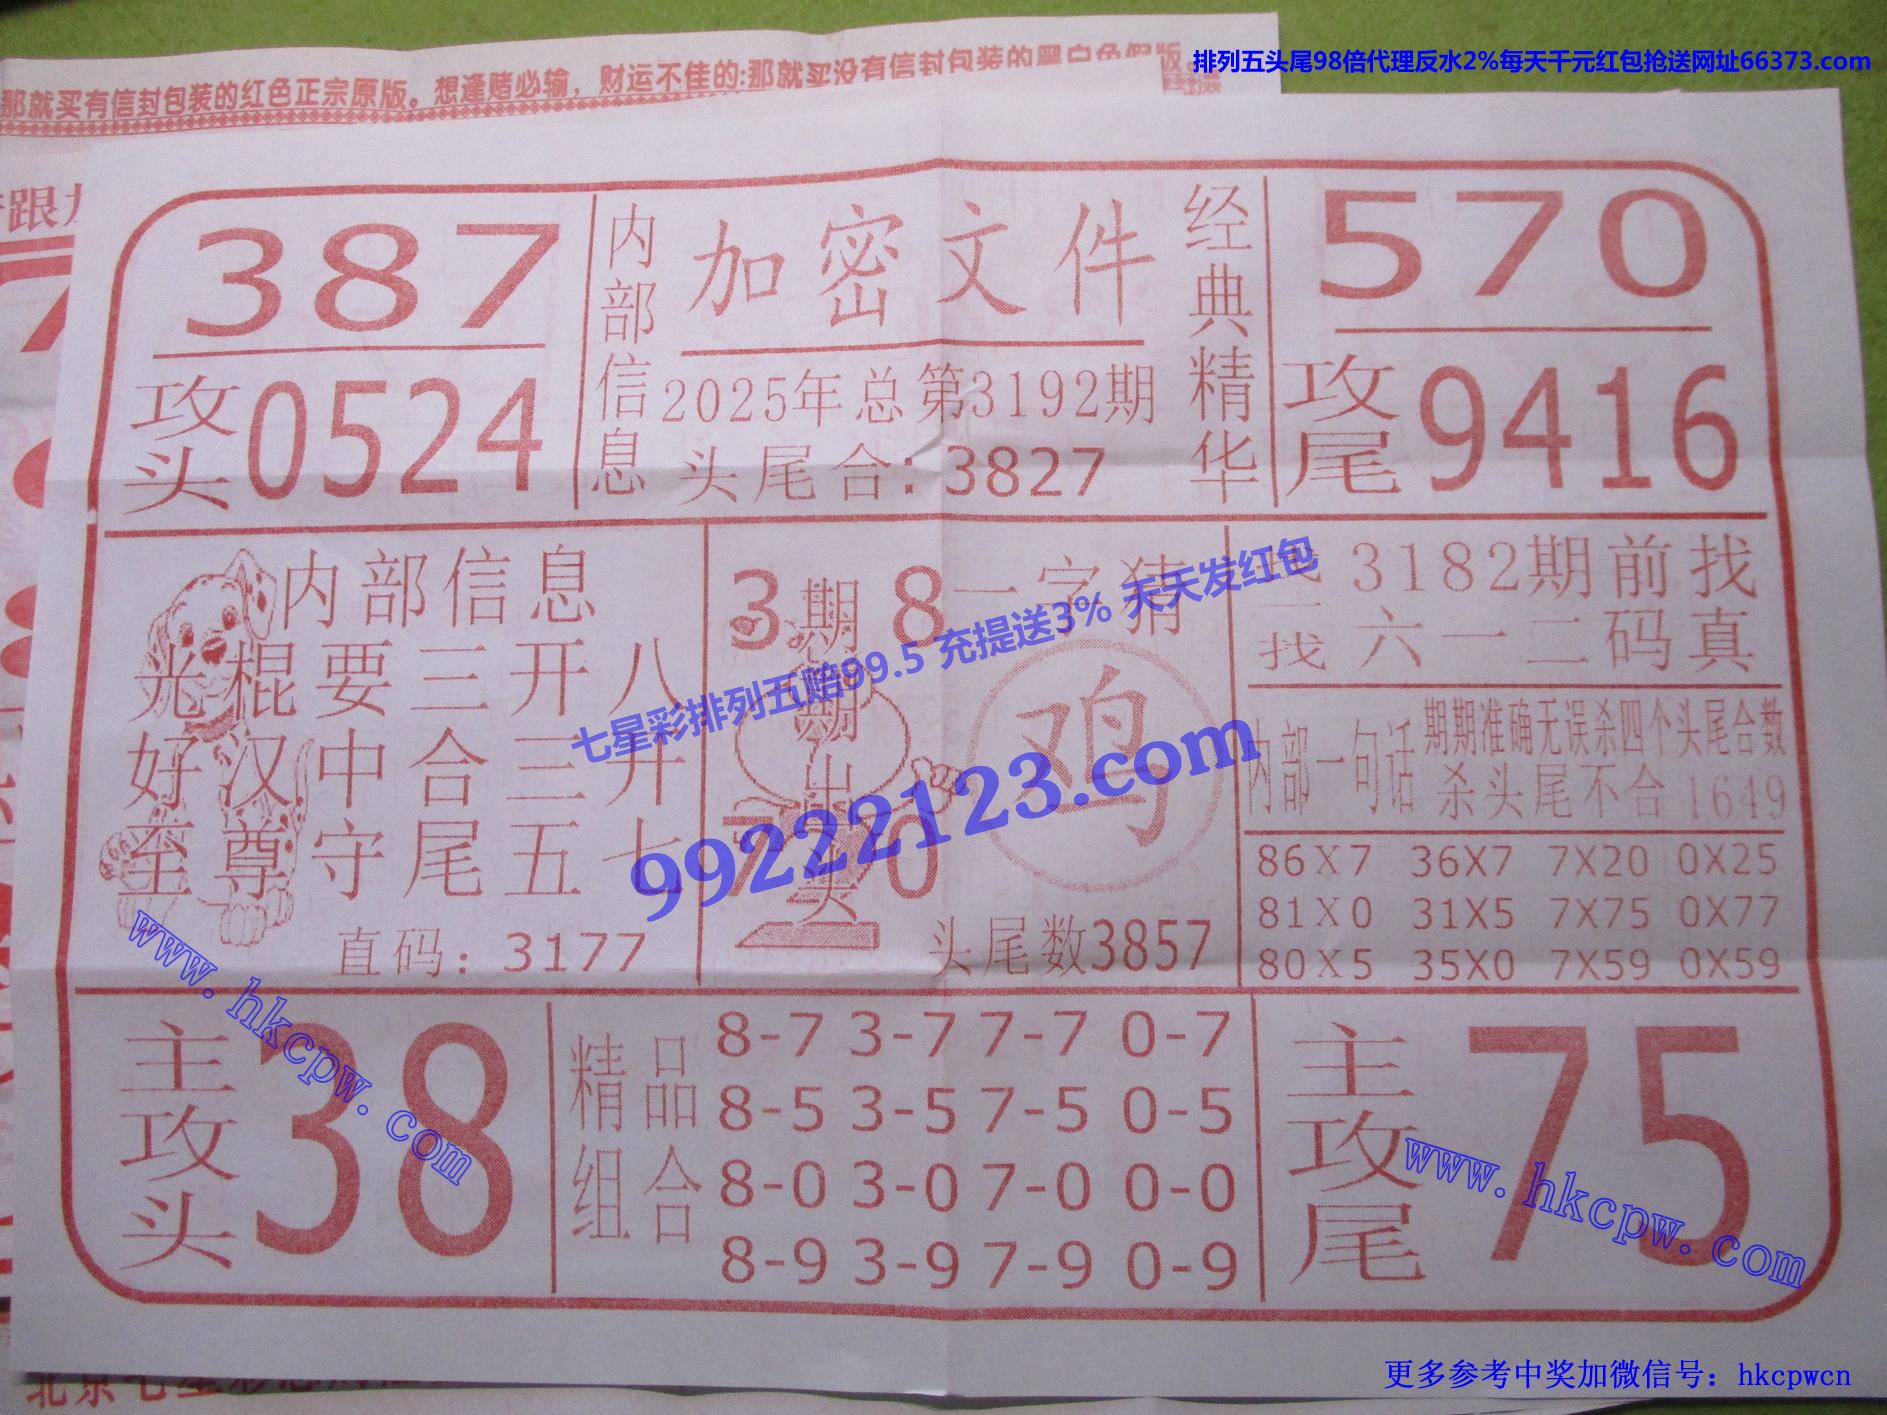 排列五头尾98倍代理反水2%每天千元红包抢送网址66373.com
那就买有信封包装的红色正宗原版。想逢赌必输，财运不佳的:那就买没有信封包装的黑白色假版
跟
387
攻头
0524
内部信息
加密文件
2025年总第3192期
头尾合:3827
经典精华
570
攻尾
9416
内部信息
光棍要三开八
好汉中合三开
至尊守尾五七
直码:3177
3 8
期期出
头
0
一字猜
鸡
头尾数3857
七星彩排列五赔99.5 充提送3% 天天发红包
99222123.com
找一找
3182期前找
六一二码真
内部一句话
期期准确无误杀四个头尾合数
杀头尾不合1649
86X7 36X7 7X20 0X25
81X0 31X5 7X75 0X77
80X5 35X0 7X59 0X59
主攻头
38
精品组合
8-7 3-7 7-7 0-7
8-5 3-5 7-5 0-5
8-0 3-0 7-0 0-0
8-9 3-9 7-9 0-9
主攻尾
75
www.hkcpw.com
www.hkcpw.com
更多参考中奖加微信号：hkcpwcn